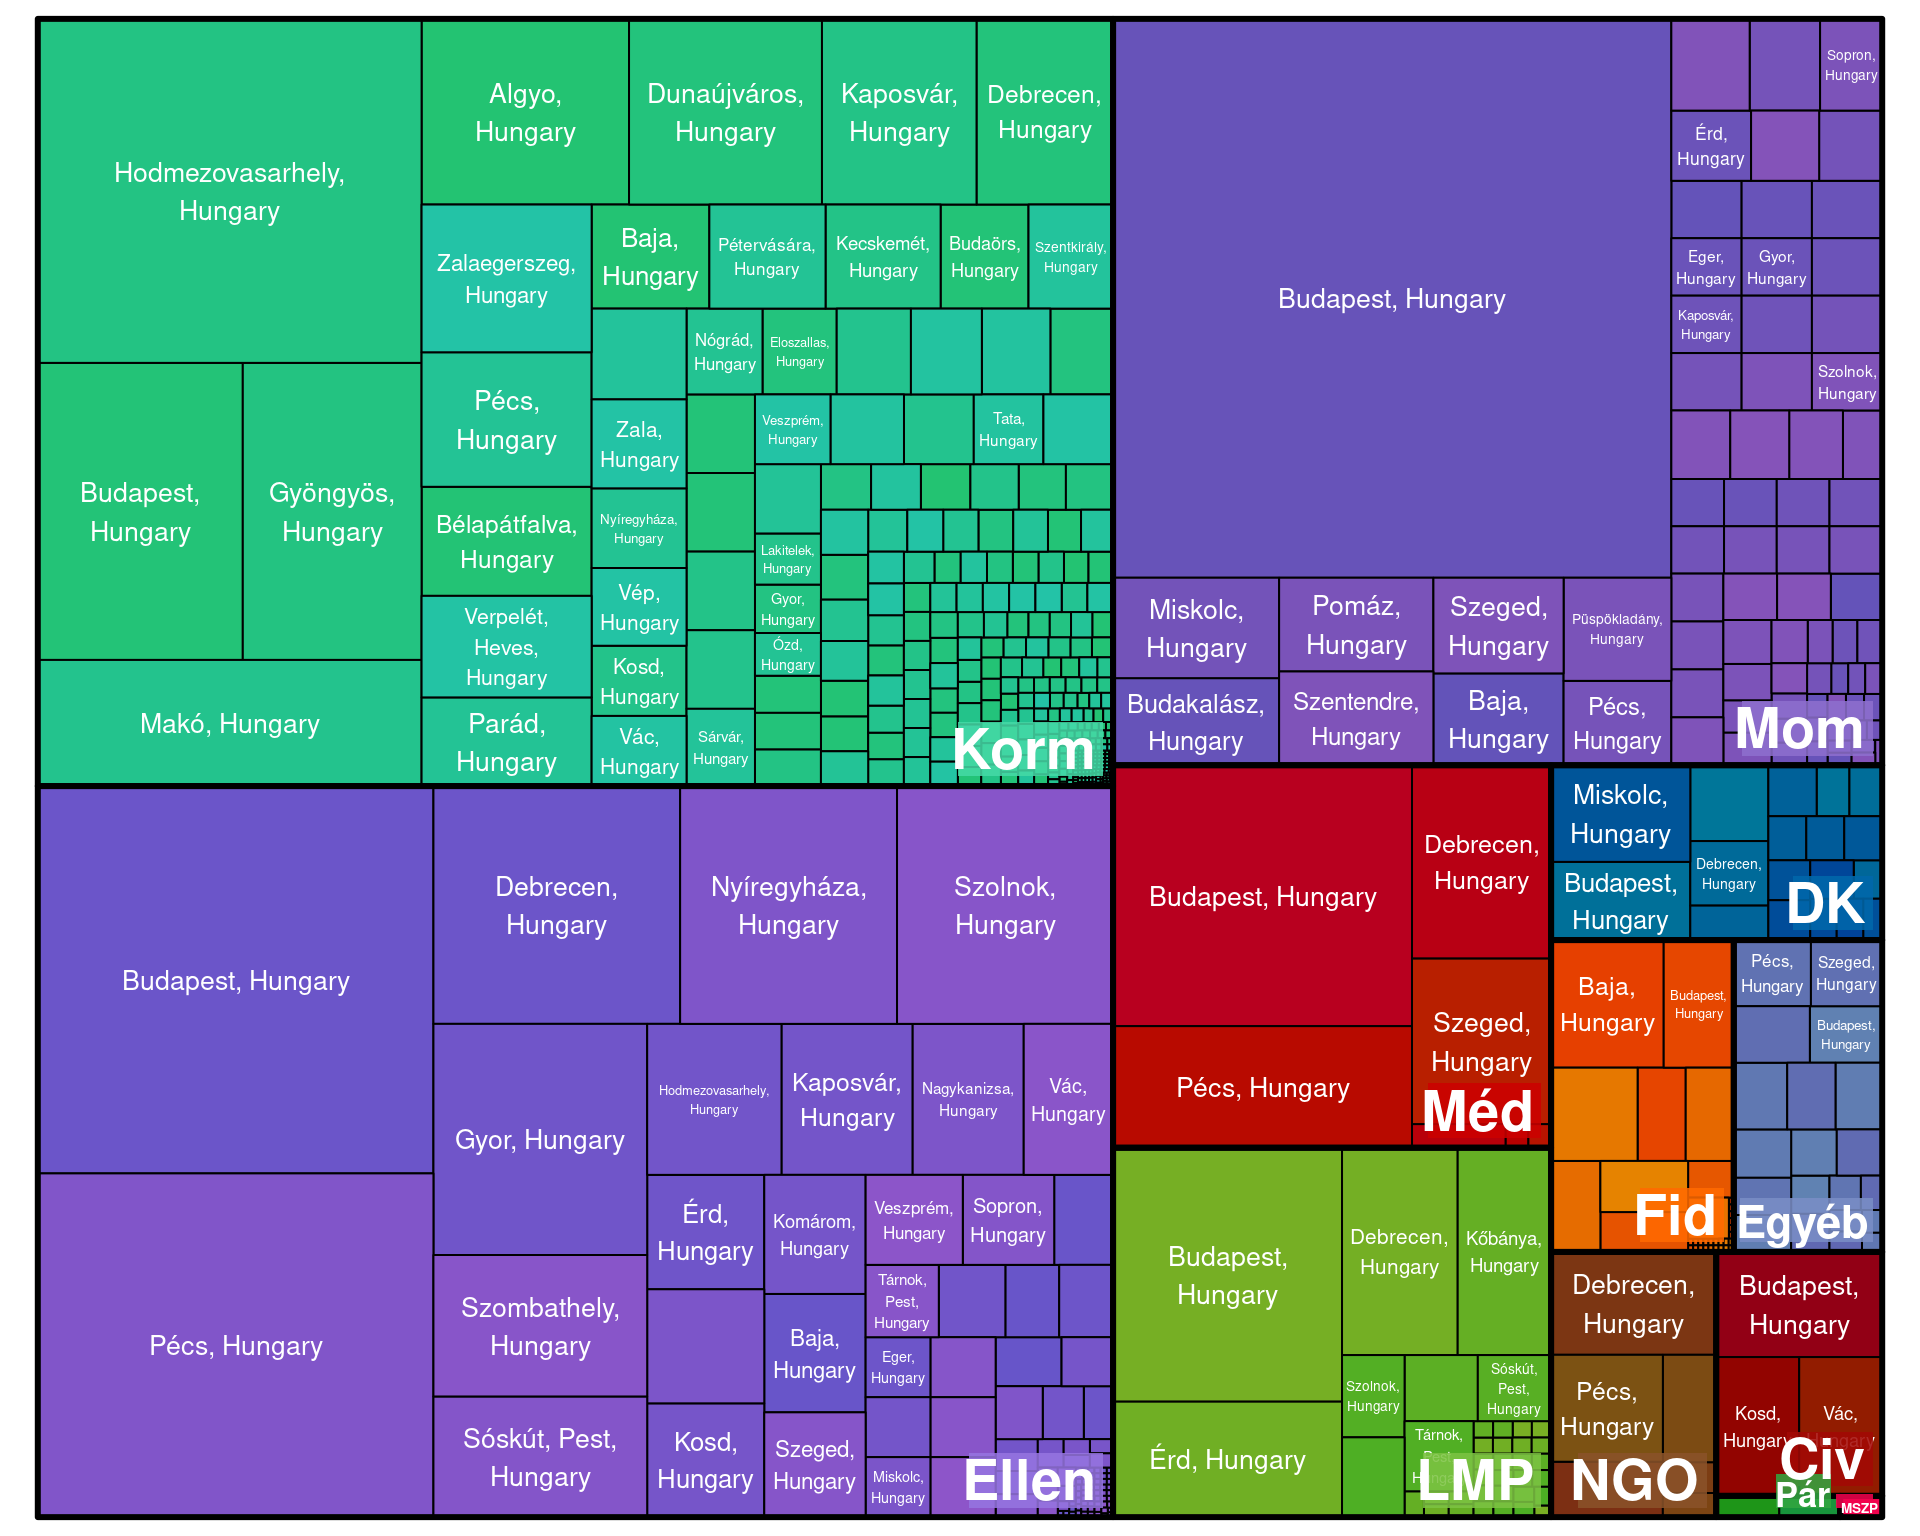 Hodmezovasarhely,
Hungary
Algyo,
Hungary
Dunaújváros,
Hungary
Kaposvár,
Hungary
Debrecen,
Hungary
Zalaegerszeg,
Hungary
Baja,
Hungary
Pétervására,
Hungary
Kecskemét,
Hungary
Budaörs,
Hungary
Szentkirály,
Hungary
Nógrád,
Hungary
Eloszallas,
Hungary
Budapest,
Hungary
Gyöngyös,
Hungary
Makó, Hungary
Pécs,
Hungary
Bélapátfalva,
Hungary
Verpelét,
Heves,
Hungary
Parád,
Hungary
Zala,
Hungary
Nyíregyháza,
Hungary
Vép,
Hungary
Kosd,
Hungary
Vác,
Hungary
Veszprém,
Hungary
Tata,
Hungary
Lakitelek,
Hungary
Gyor,
Hungary
Ózd,
Hungary
Sárvár,
Hungary
Korm
Budapest, Hungary
Sopron,
Hungary
Érd,
Hungary
Eger,
Hungary
Gyor,
Hungary
Kaposvár,
Hungary
Szolnok,
Hungary
Miskolc,
Hungary
Pomáz,
Hungary
Szeged,
Hungary
Püspökladány,
Hungary
Budakalász,
Hungary
Szentendre,
Hungary
Baja,
Hungary
Pécs,
Hungary
Mom
Budapest, Hungary
Pécs, Hungary
Debrecen,
Hungary
Nyíregyháza,
Hungary
Szolnok,
Hungary
Gyor, Hungary
Szombathely,
Hungary
Sóskút, Pest,
Hungary
Hodmezovasarhely,
Hungary
Kaposvár,
Hungary
Nagykanizsa,
Hungary
Vác,
Hungary
Érd,
Hungary
Komárom,
Hungary
Veszprém,
Hungary
Sopron,
Hungary
Tárnok,
Pest,
Hungary
Baja,
Hungary
Eger,
Hungary
Kosd,
Hungary
Szeged,
Hungary
Miskolc,
Hungary
Ellen
Budapest, Hungary
Debrecen,
Hungary
Pécs, Hungary
Szeged,
Hungary
Méd
Miskolc,
Hungary
Budapest,
Hungary
Debrecen,
Hungary
DK
Baja,
Hungary
Budapest,
Hungary
Fid
Pécs,
Hungary
Szeged,
Hungary
Budapest,
Hungary
Egyéb
Budapest,
Hungary
Debrecen,
Hungary
Kőbánya,
Hungary
Érd, Hungary
Szolnok,
Hungary
Sóskút,
Pest,
Hungary
Tárnok,
Pest,
Hungary
LMP
Debrecen,
Hungary
Pécs,
Hungary
NGO
Budapest,
Hungary
Kosd,
Hungary
Vác,
Hungary
Civ
Pár
MSZP